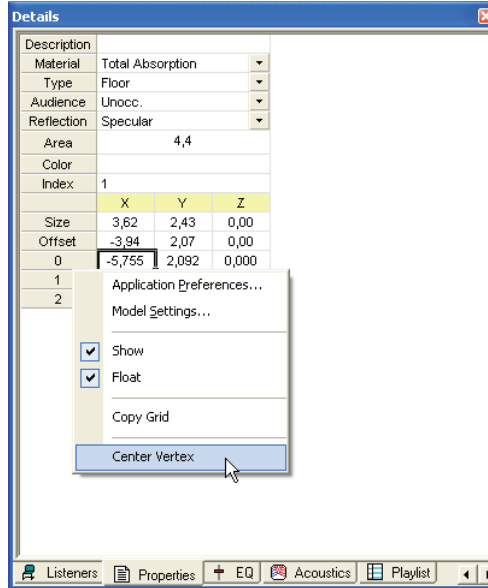 Details
Description
Material Total Absorption
Type Floor
Audience Unocc.
Reflection Specular
Area 4,4
Color
Index 1
X Y Z
Size 3,62 2,43 0,00
Offset -3,94 2,07 0,00
0 -5,755 2,092 0,000
1
2
Application Preferences...
Model Settings...
Show
Float
Copy Grid
Center Vertex
Listeners Properties EQ Acoustics Playlist